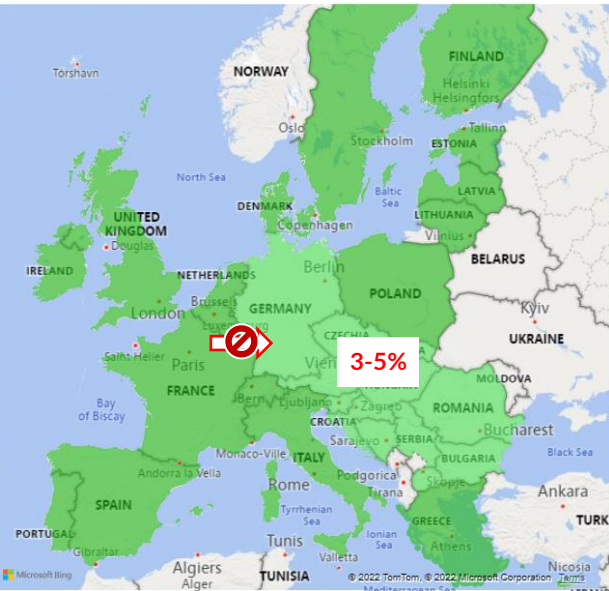 Torshavn
NORWAY
FINLAND
Helsinki
Helsingfors
Oslo
Stockholm
Tallinn
ESTONIA
North Sea
Baltic
Sea
LATVIA
DENMARK
Copenhagen
LITHUANIA
Vilnius
UNITED
KINGDOM
Douglas
BELARUS
IRELAND
NETHERLANDS
Berlin
POLAND
London
Brussels
GERMANY
Kyiv
Luxembourg
UKRAINE
Saint Helier
Paris
CZECHIA
3-5%
MOLDOVA
FRANCE
Bay
of Biscay
Bern
Ljubljana
Zagreb
ROMANIA
Bucharest
CROATIA
Sarajevo
SERBIA
Monaco-Ville
ITALY
BULGARIA
Black Sea
Andorra la Vella
Rome
Podgorica
Skopje
Tirana
Ankara
SPAIN
Tyrrhenian
Sea
GREECE
TURK
PORTUGAL
Ionian
Sea
Athens
Gibraltar
Tunis
Valletta
Nicosia
Microsoft Bing
Algiers
Alger
TUNISIA
© 2022 TomTom, © 2022 Microsoft Corporation Terms
Mediterranean Sea